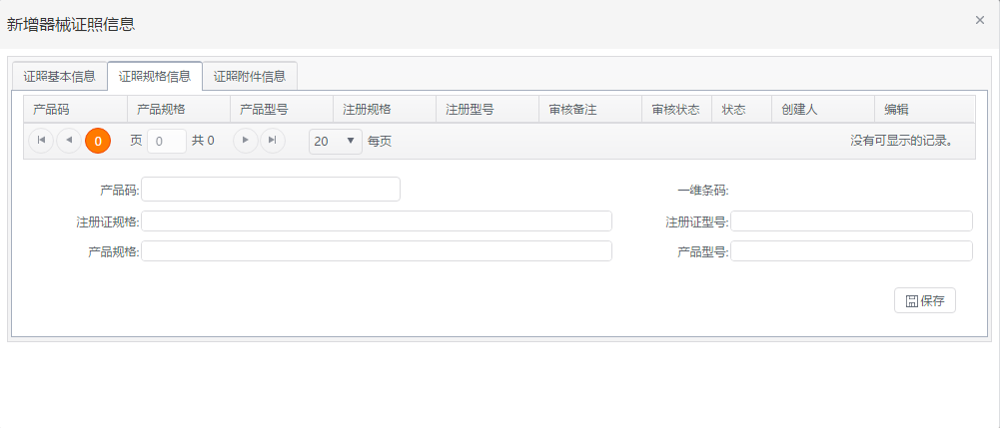 新增器械证照信息 ×
证照基本信息 证照规格信息 证照附件信息
产品码 产品规格 产品型号 注册规格 注册型号 审核备注 审核状态 状态 创建人 编辑
0 页 0 共 0 20 每页 没有可显示的记录。
产品码: 一维条码:
注册证规格: 注册证型号:
产品规格: 产品型号:
保存